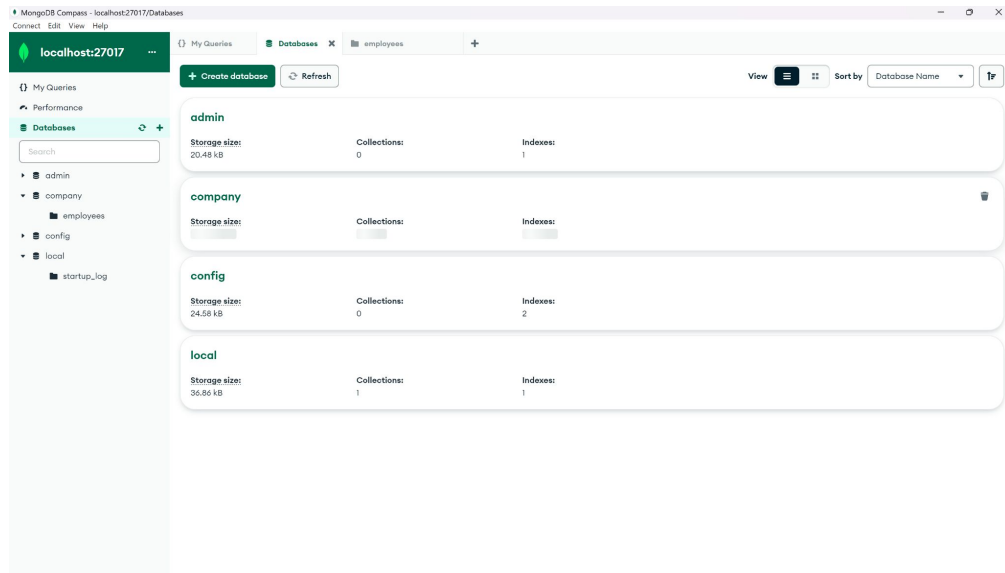 MongoDB Compass - localhost:27017/Databases
Connect Edit View Help
localhost:27017 ...
{} My Queries
Performance
Databases
Search
admin
company
employees
config
local
startup_log
{} My Queries Databases employees
Create database Refresh View Sort by Database Name
admin
Storage size: Collections: Indexes:
20.48 kB 0 1
company
Storage size: Collections: Indexes:
config
Storage size: Collections: Indexes:
24.58 kB 0 2
local
Storage size: Collections: Indexes:
36.86 kB 1 1